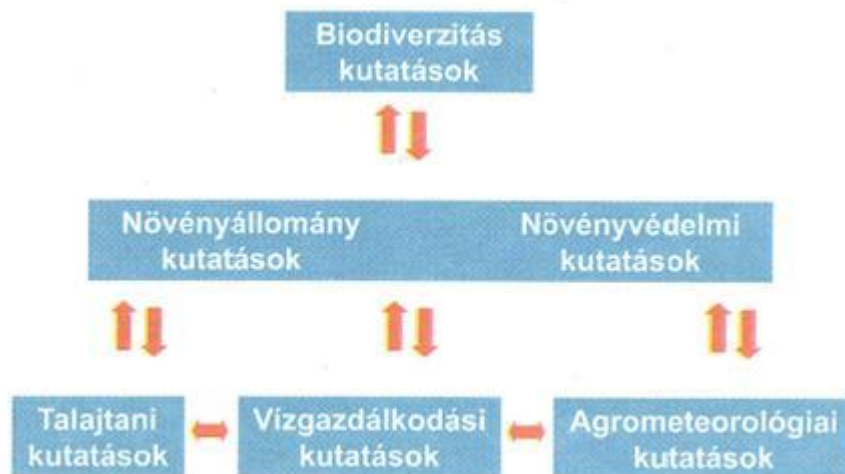 Biodiverzitás
kutatások
Növényállomány
kutatások
Növényvédelmi
kutatások
Talajtani
kutatások
Vízgazdálkodási
kutatások
Agrometeorológiai
kutatások